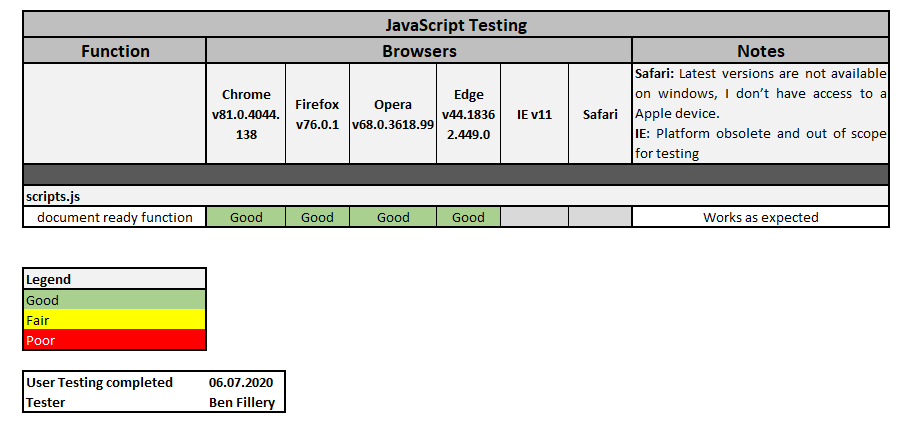 JavaScript Testing
Function Browsers Notes
Chrome
v81.0.4044.
138
Firefox
v76.0.1
Opera
v68.0.3618.99
Edge
v44.1836
2.449.0
IE v11
Safari
Safari: Latest versions are not available
on windows, I don't have access to a
Apple device.
IE: Platform obsolete and out of scope
for testing
scripts.js
document ready function Good Good Good Good Works as expected
Legend
Good
Fair
Poor
User Testing completed 06.07.2020
Tester Ben Fillery